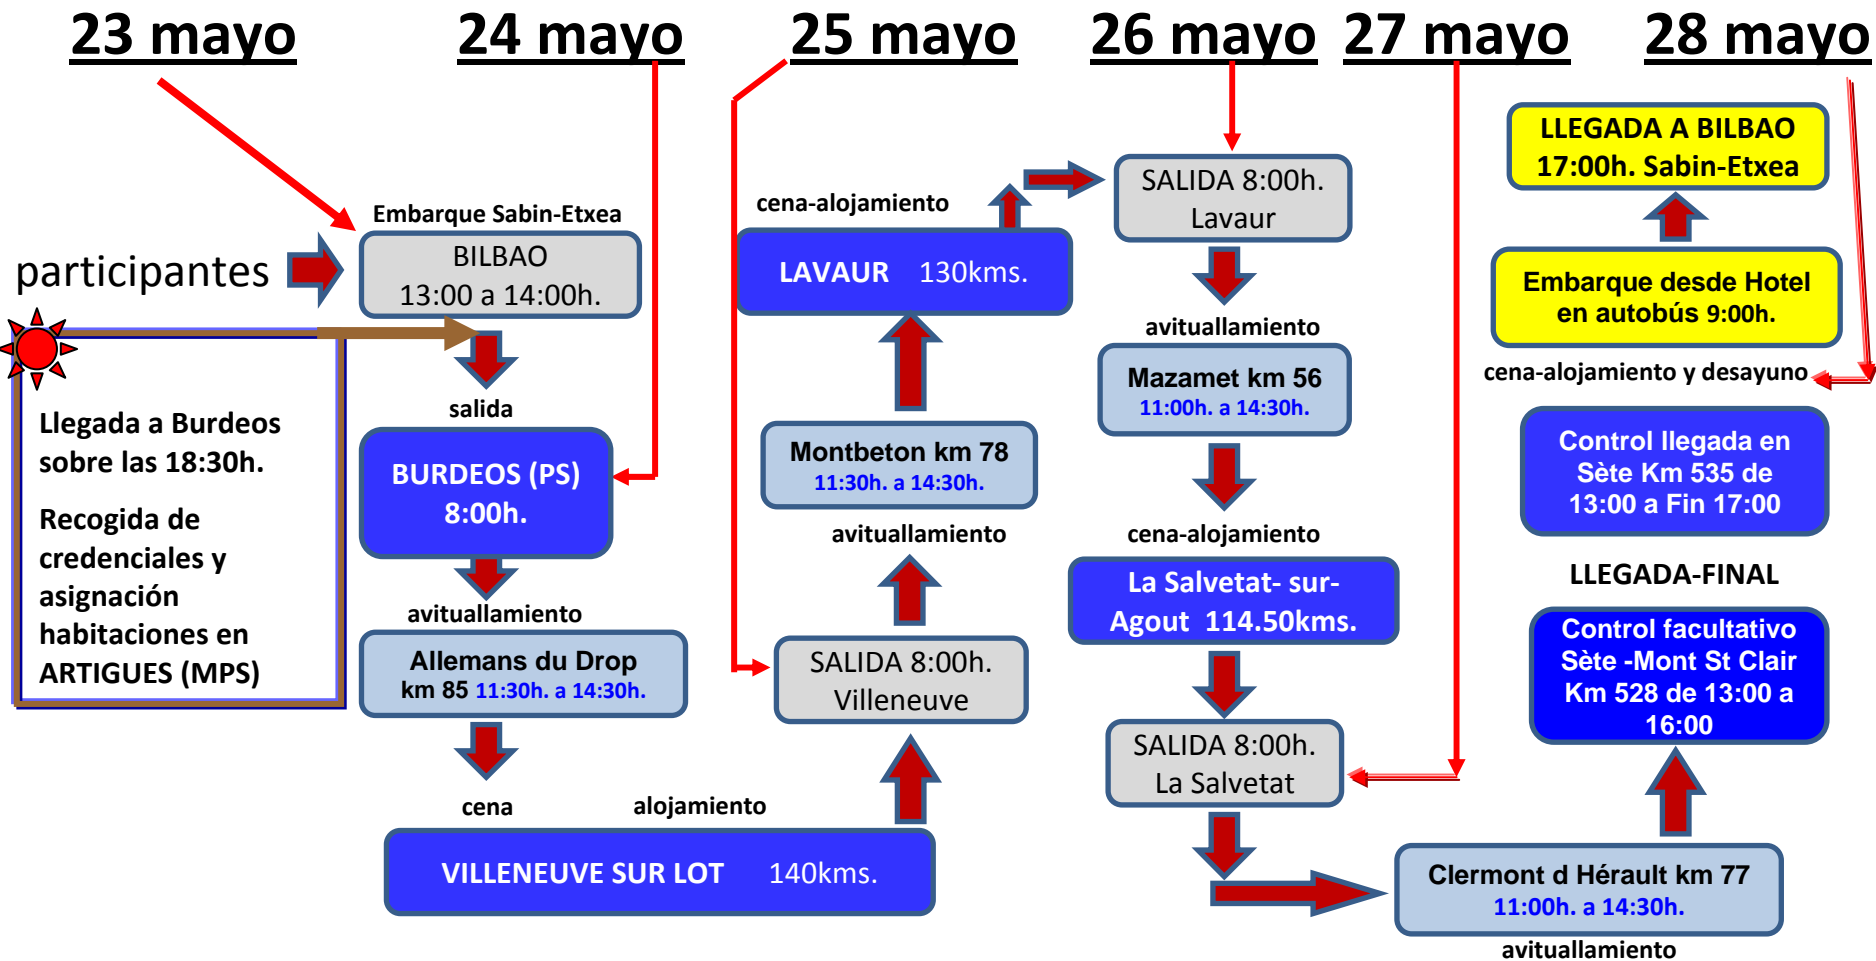 23 mayo
24 mayo
25 mayo
26 mayo
27 mayo
28 mayo
participantes
Embarque Sabin-Etxea
BILBAO
13:00 a 14:00h.
Llegada a Burdeos
sobre las 18:30h.
Recogida de
credenciales y
asignación
habitaciones en
ARTIGUES (MPS)
salida
BURDEOS (PS)
8:00h.
avituallamiento
Allemans du Drop
km 85 11:30h. a 14:30h.
cena
alojamiento
VILLENEUVE SUR LOT 140kms.
SALIDA 8:00h.
Villeneuve
avituallamiento
Montbeton km 78
11:30h. a 14:30h.
cena-alojamiento
LAVAUR 130kms.
SALIDA 8:00h.
Lavaur
avituallamiento
Mazamet km 56
11:00h. a 14:30h.
cena-alojamiento
La Salvetat- sur-
Agout 114.50kms.
SALIDA 8:00h.
La Salvetat
Clermont d Hérault km 77
11:00h. a 14:30h.
avituallamiento
Control facultativo
Sète -Mont St Clair
Km 528 de 13:00 a
16:00
LLEGADA-FINAL
Control llegada en
Sète Km 535 de
13:00 a Fin 17:00
cena-alojamiento y desayuno
Embarque desde Hotel
en autobús 9:00h.
LLEGADA A BILBAO
17:00h. Sabin-Etxea